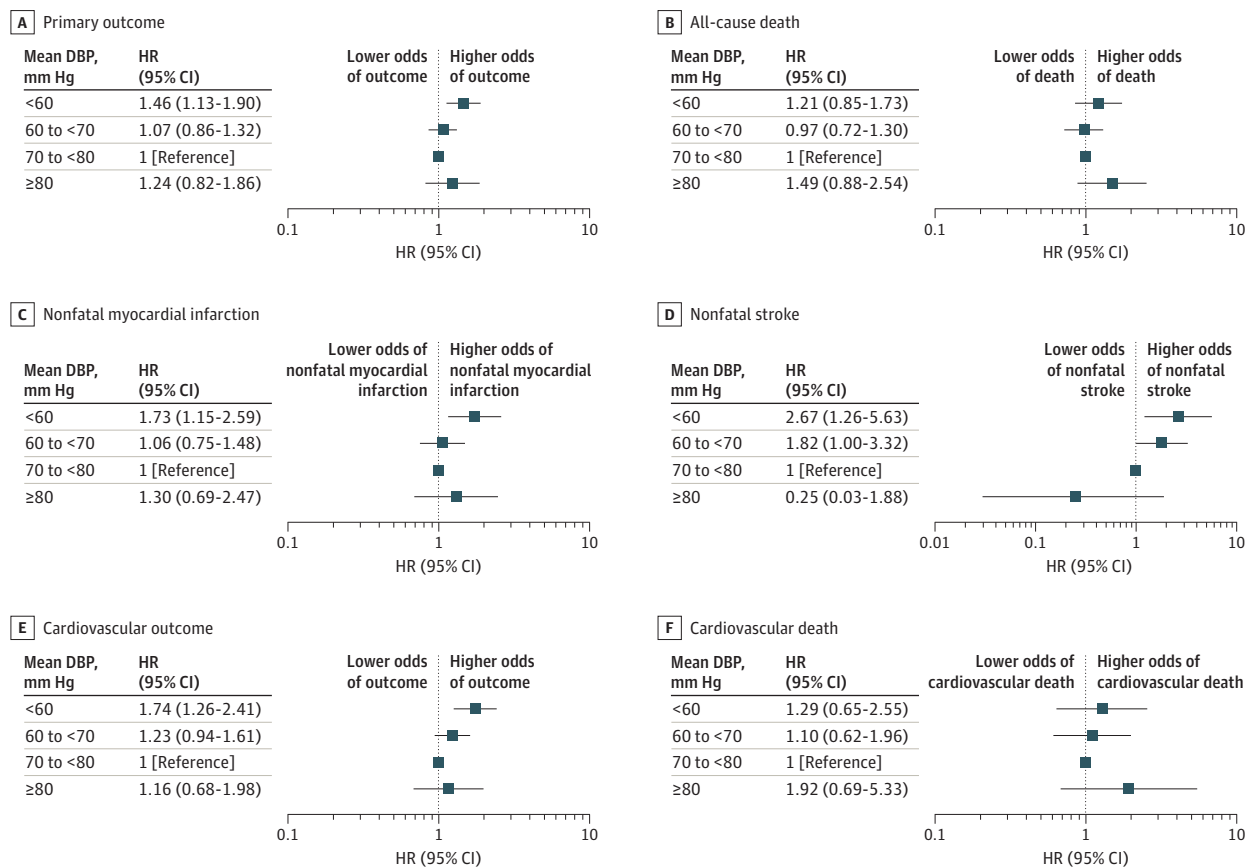 A Primary outcome
Mean DBP, mm Hg
HR (95% CI)
Lower odds of outcome
Higher odds of outcome
<60 1.46 (1.13-1.90)
60 to <70 1.07 (0.86-1.32)
70 to <80 1 [Reference]
≥80 1.24 (0.82-1.86)
0.1 1 10
HR (95% CI)
B All-cause death
Mean DBP, mm Hg
HR (95% CI)
Lower odds of death
Higher odds of death
<60 1.21 (0.85-1.73)
60 to <70 0.97 (0.72-1.30)
70 to <80 1 [Reference]
≥80 1.49 (0.88-2.54)
0.1 1 10
HR (95% CI)
C Nonfatal myocardial infarction
Mean DBP, mm Hg
HR (95% CI)
Lower odds of nonfatal myocardial infarction
Higher odds of nonfatal myocardial infarction
<60 1.73 (1.15-2.59)
60 to <70 1.06 (0.75-1.48)
70 to <80 1 [Reference]
≥80 1.30 (0.69-2.47)
0.1 1 10
HR (95% CI)
D Nonfatal stroke
Mean DBP, mm Hg
HR (95% CI)
Lower odds of nonfatal stroke
Higher odds of nonfatal stroke
<60 2.67 (1.26-5.63)
60 to <70 1.82 (1.00-3.32)
70 to <80 1 [Reference]
≥80 0.25 (0.03-1.88)
0.01 0.1 1 10
HR (95% CI)
E Cardiovascular outcome
Mean DBP, mm Hg
HR (95% CI)
Lower odds of outcome
Higher odds of outcome
<60 1.74 (1.26-2.41)
60 to <70 1.23 (0.94-1.61)
70 to <80 1 [Reference]
≥80 1.16 (0.68-1.98)
0.1 1 10
HR (95% CI)
F Cardiovascular death
Mean DBP, mm Hg
HR (95% CI)
Lower odds of cardiovascular death
Higher odds of cardiovascular death
<60 1.29 (0.65-2.55)
60 to <70 1.10 (0.62-1.96)
70 to <80 1 [Reference]
≥80 1.92 (0.69-5.33)
0.1 1 10
HR (95% CI)